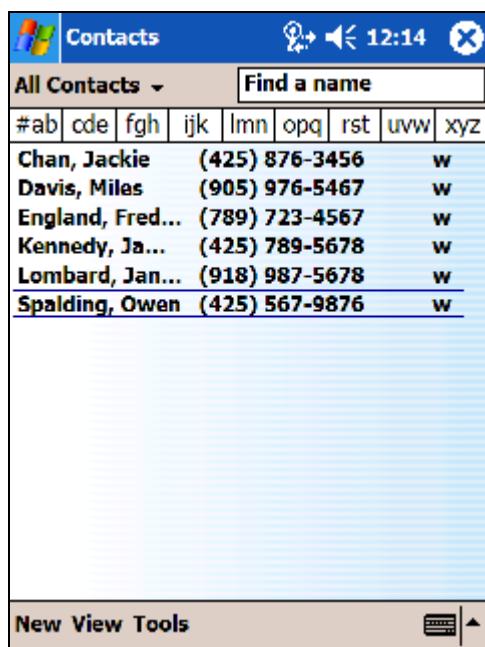 Contacts 12:14
All Contacts Find a name
#ab cde fgh ijk lmn opq rst uvw xyz
Chan, Jackie (425) 876-3456 w
Davis, Miles (905) 976-5467 w
England, Fred... (789) 723-4567 w
Kennedy, Ja... (425) 789-5678 w
Lombard, Jan... (918) 987-5678 w
Spalding, Owen (425) 567-9876 w
New View Tools